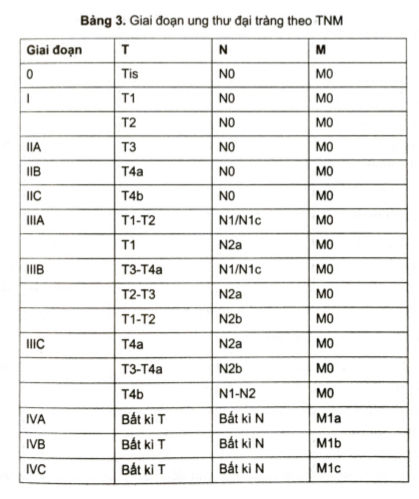 Bảng 3. Giai đoạn ung thư đại tràng theo TNM
Giai đoạn T N M
0 Tis N0 M0
I T1 N0 M0
T2 N0 M0
IIA T3 N0 M0
IIB T4a N0 M0
IIC T4b N0 M0
IIIA T1-T2 N1/N1c M0
T1 N2a M0
IIIB T3-T4a N1/N1c M0
T2-T3 N2a M0
T1-T2 N2b M0
IIIC T4a N2a M0
T3-T4a N2b M0
T4b N1-N2 M0
IVA Bất kì T Bất kì N M1a
IVB Bất kì T Bất kì N M1b
IVC Bất kì T Bất kì N M1c